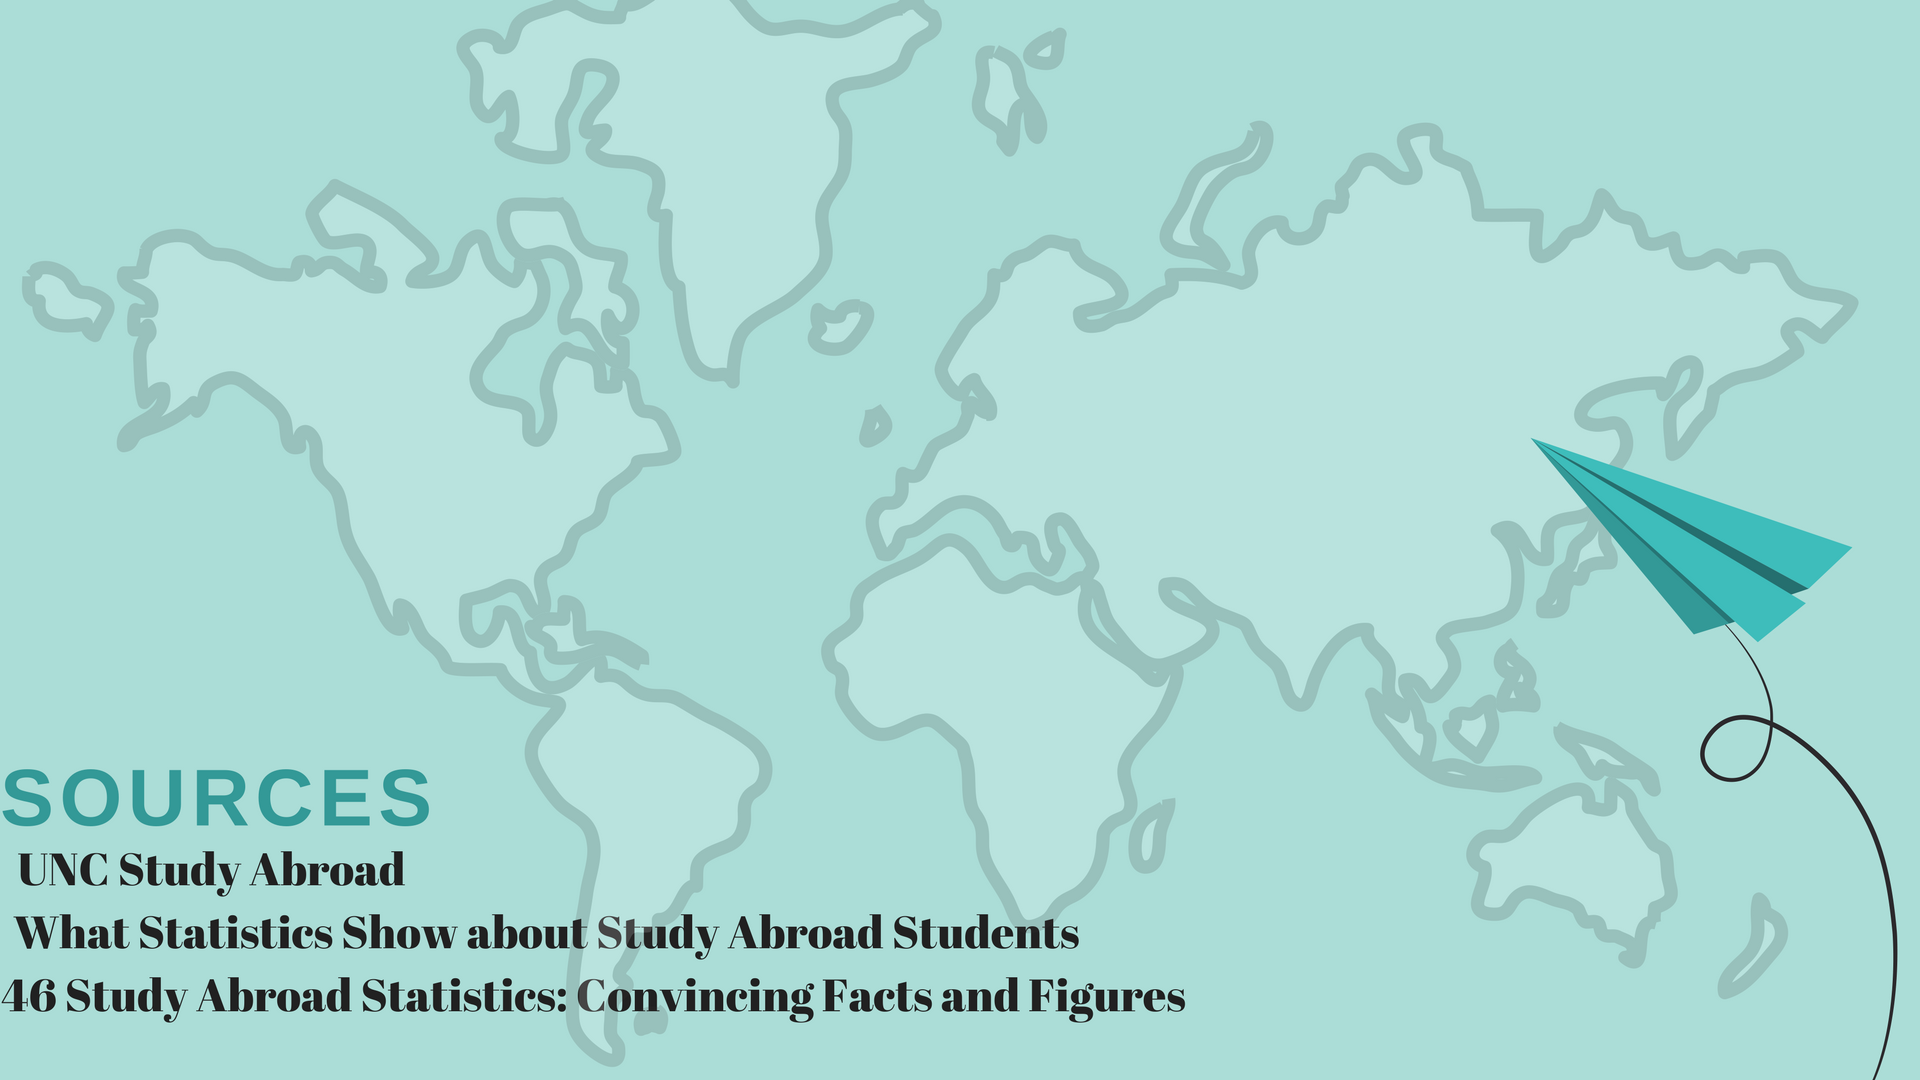 SOURCES
UNC Study Abroad
What Statistics Show about Study Abroad Students
46 Study Abroad Statistics: Convincing Facts and Figures